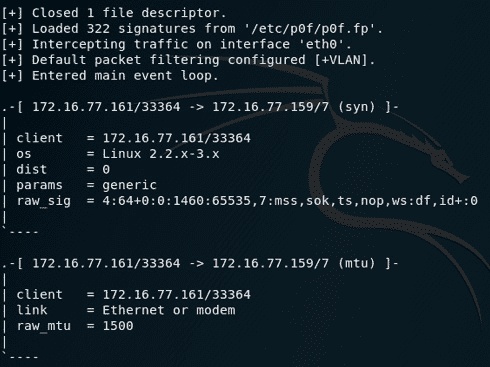 [+] Closed 1 file descriptor.
[+] Loaded 322 signatures from '/etc/p0f/p0f.fp'.
[+] Intercepting traffic on interface 'eth0'.
[+] Default packet filtering configured [+VLAN].
[+] Entered main event loop.

.-[ 172.16.77.161/33364 -> 172.16.77.159/7 (syn) ]-
|
| client   = 172.16.77.161/33364
| os       = Linux 2.2.x-3.x
| dist     = 0
| params   = generic
| raw_sig  = 4:64+0:0:1460:65535,7:mss,sok,ts,nop,ws:df,id+:0
|
`----

.-[ 172.16.77.161/33364 -> 172.16.77.159/7 (mtu) ]-
|
| client   = 172.16.77.161/33364
| link     = Ethernet or modem
| raw_mtu  = 1500
|
`----